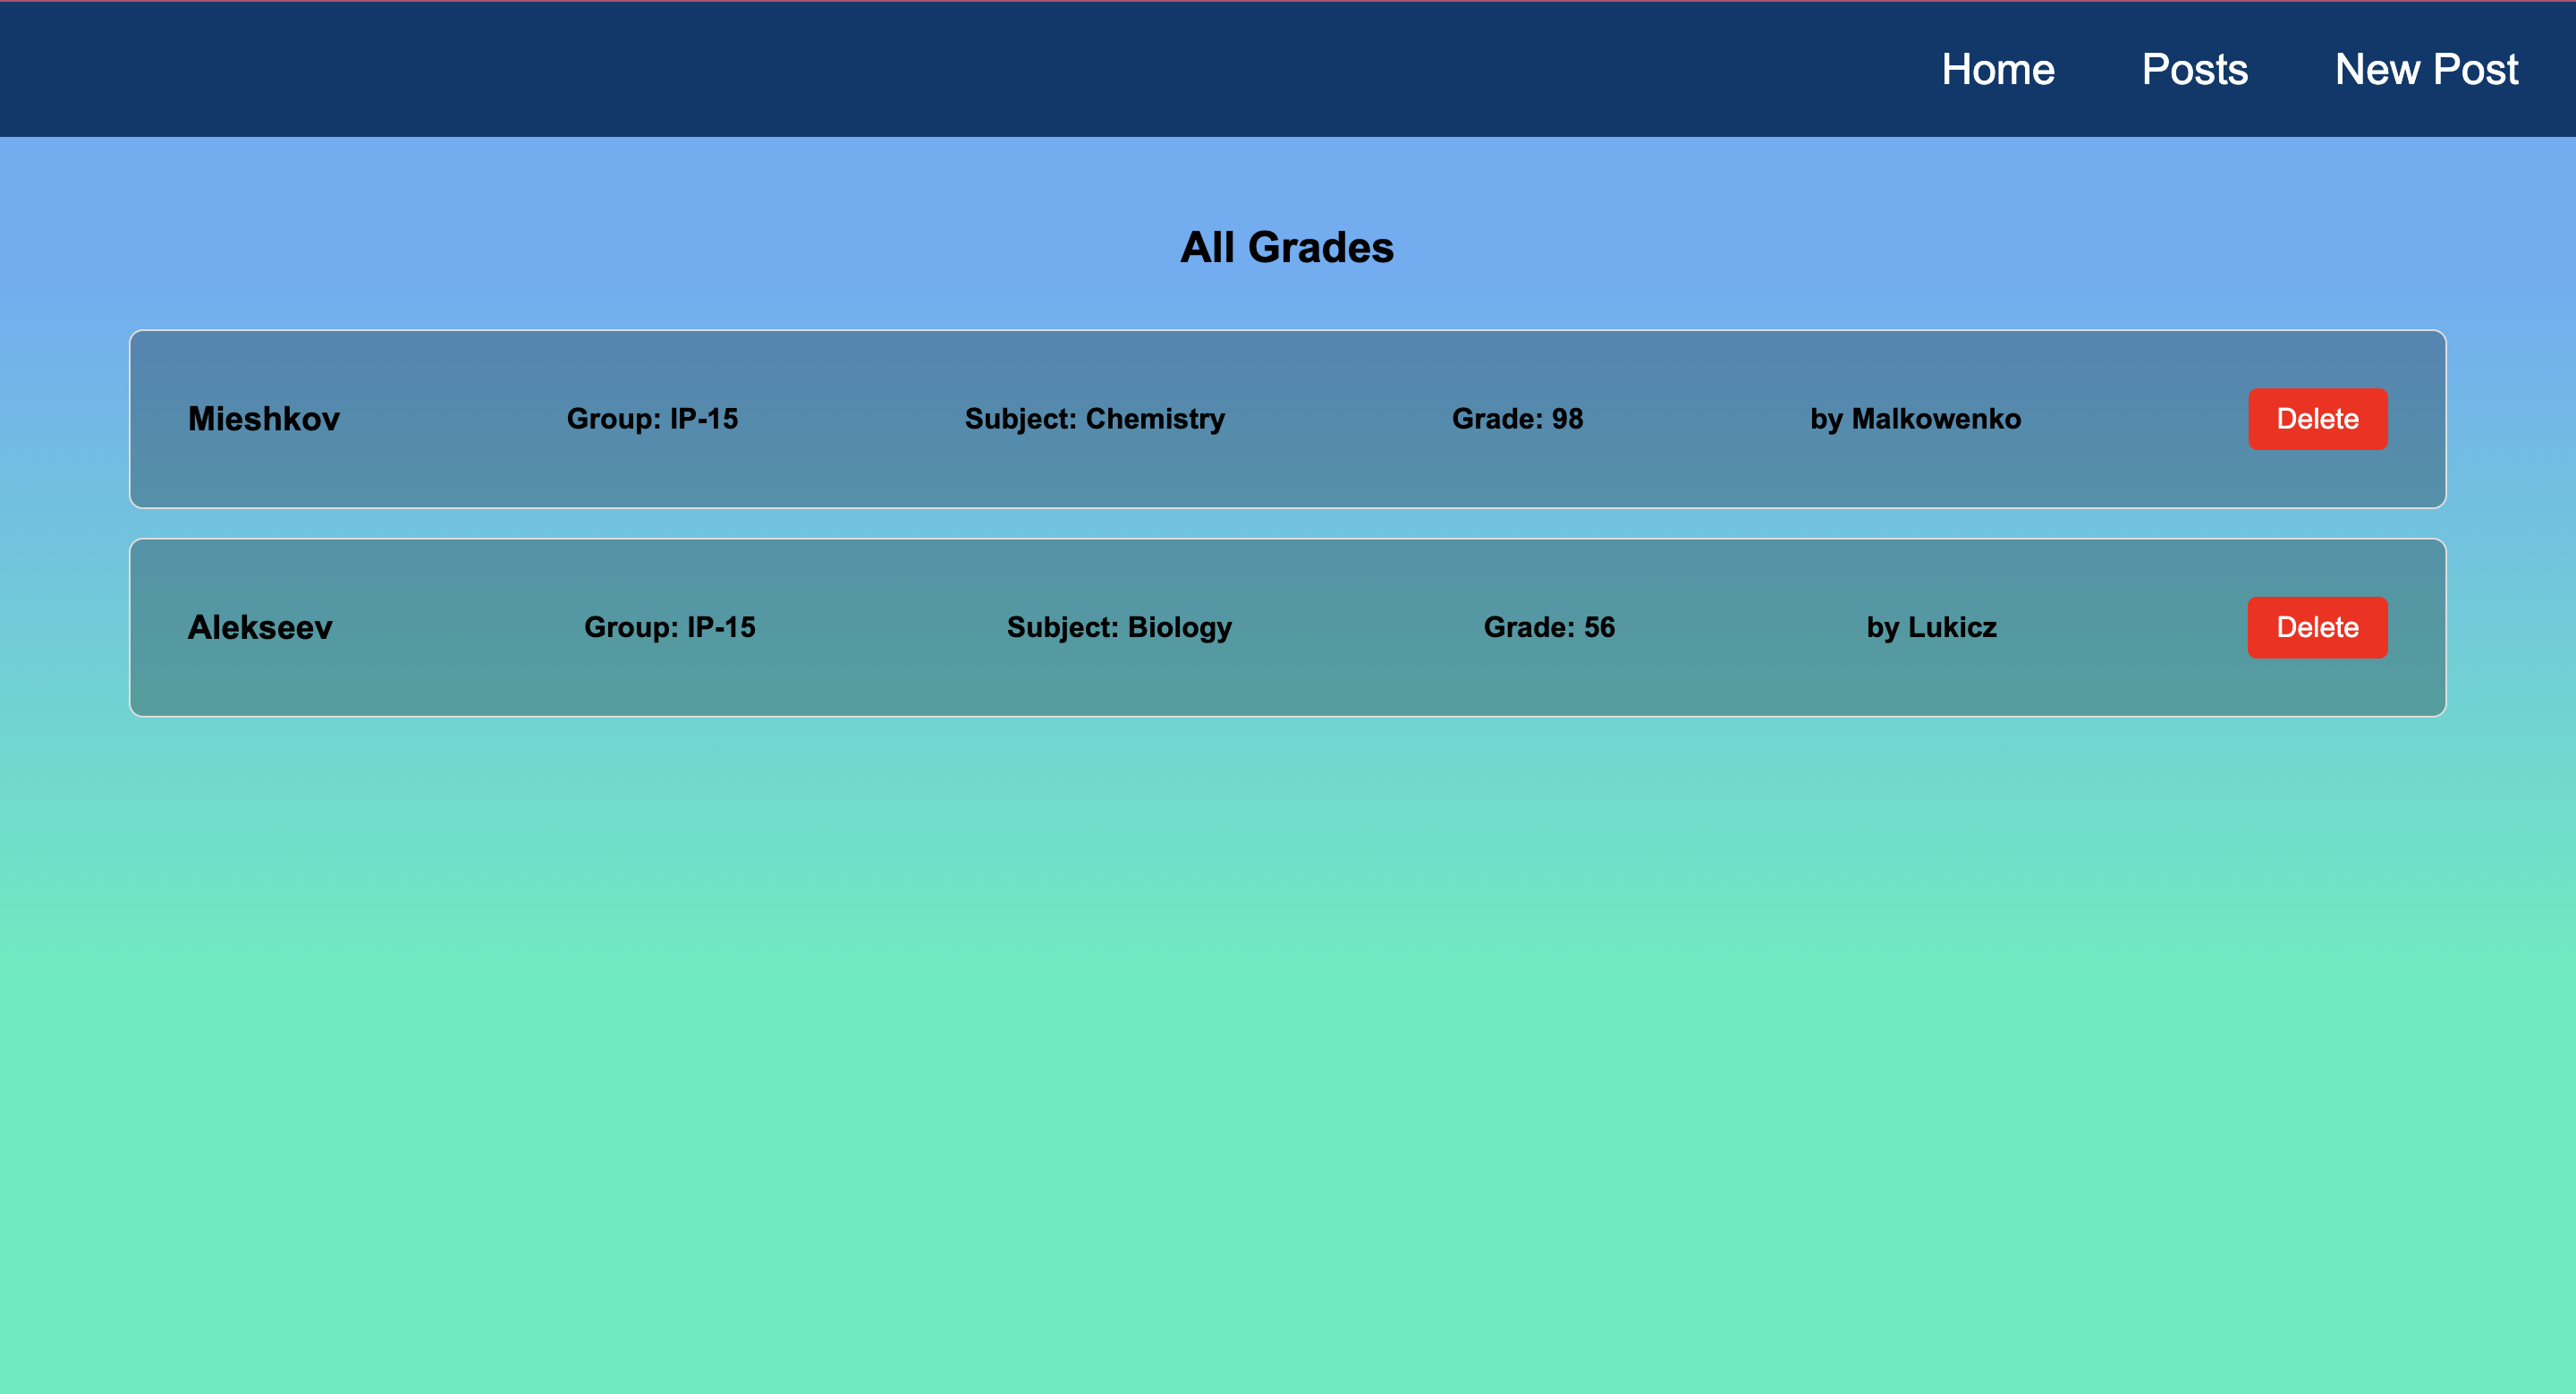 Home Posts New Post
All Grades
Mieshkov Group: IP-15 Subject: Chemistry Grade: 98 by Malkowenko Delete
Alekseev Group: IP-15 Subject: Biology Grade: 56 by Lukicz Delete